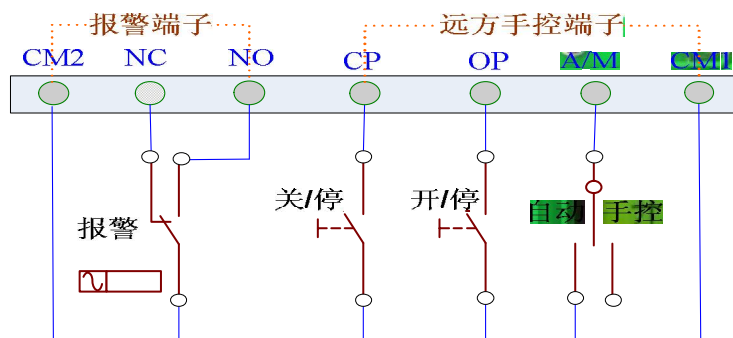 报警端子 远方手控端子
CM2 NC NO CP OP A/M CM1
关/停 开/停
自动 手控
报警